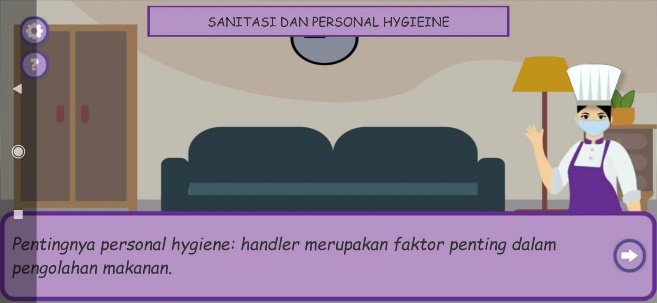 SANITASI DAN PERSONAL HYGIEINE
?
Pentingnya personal hygiene: handler merupakan faktor penting dalam
pengolahan makanan.